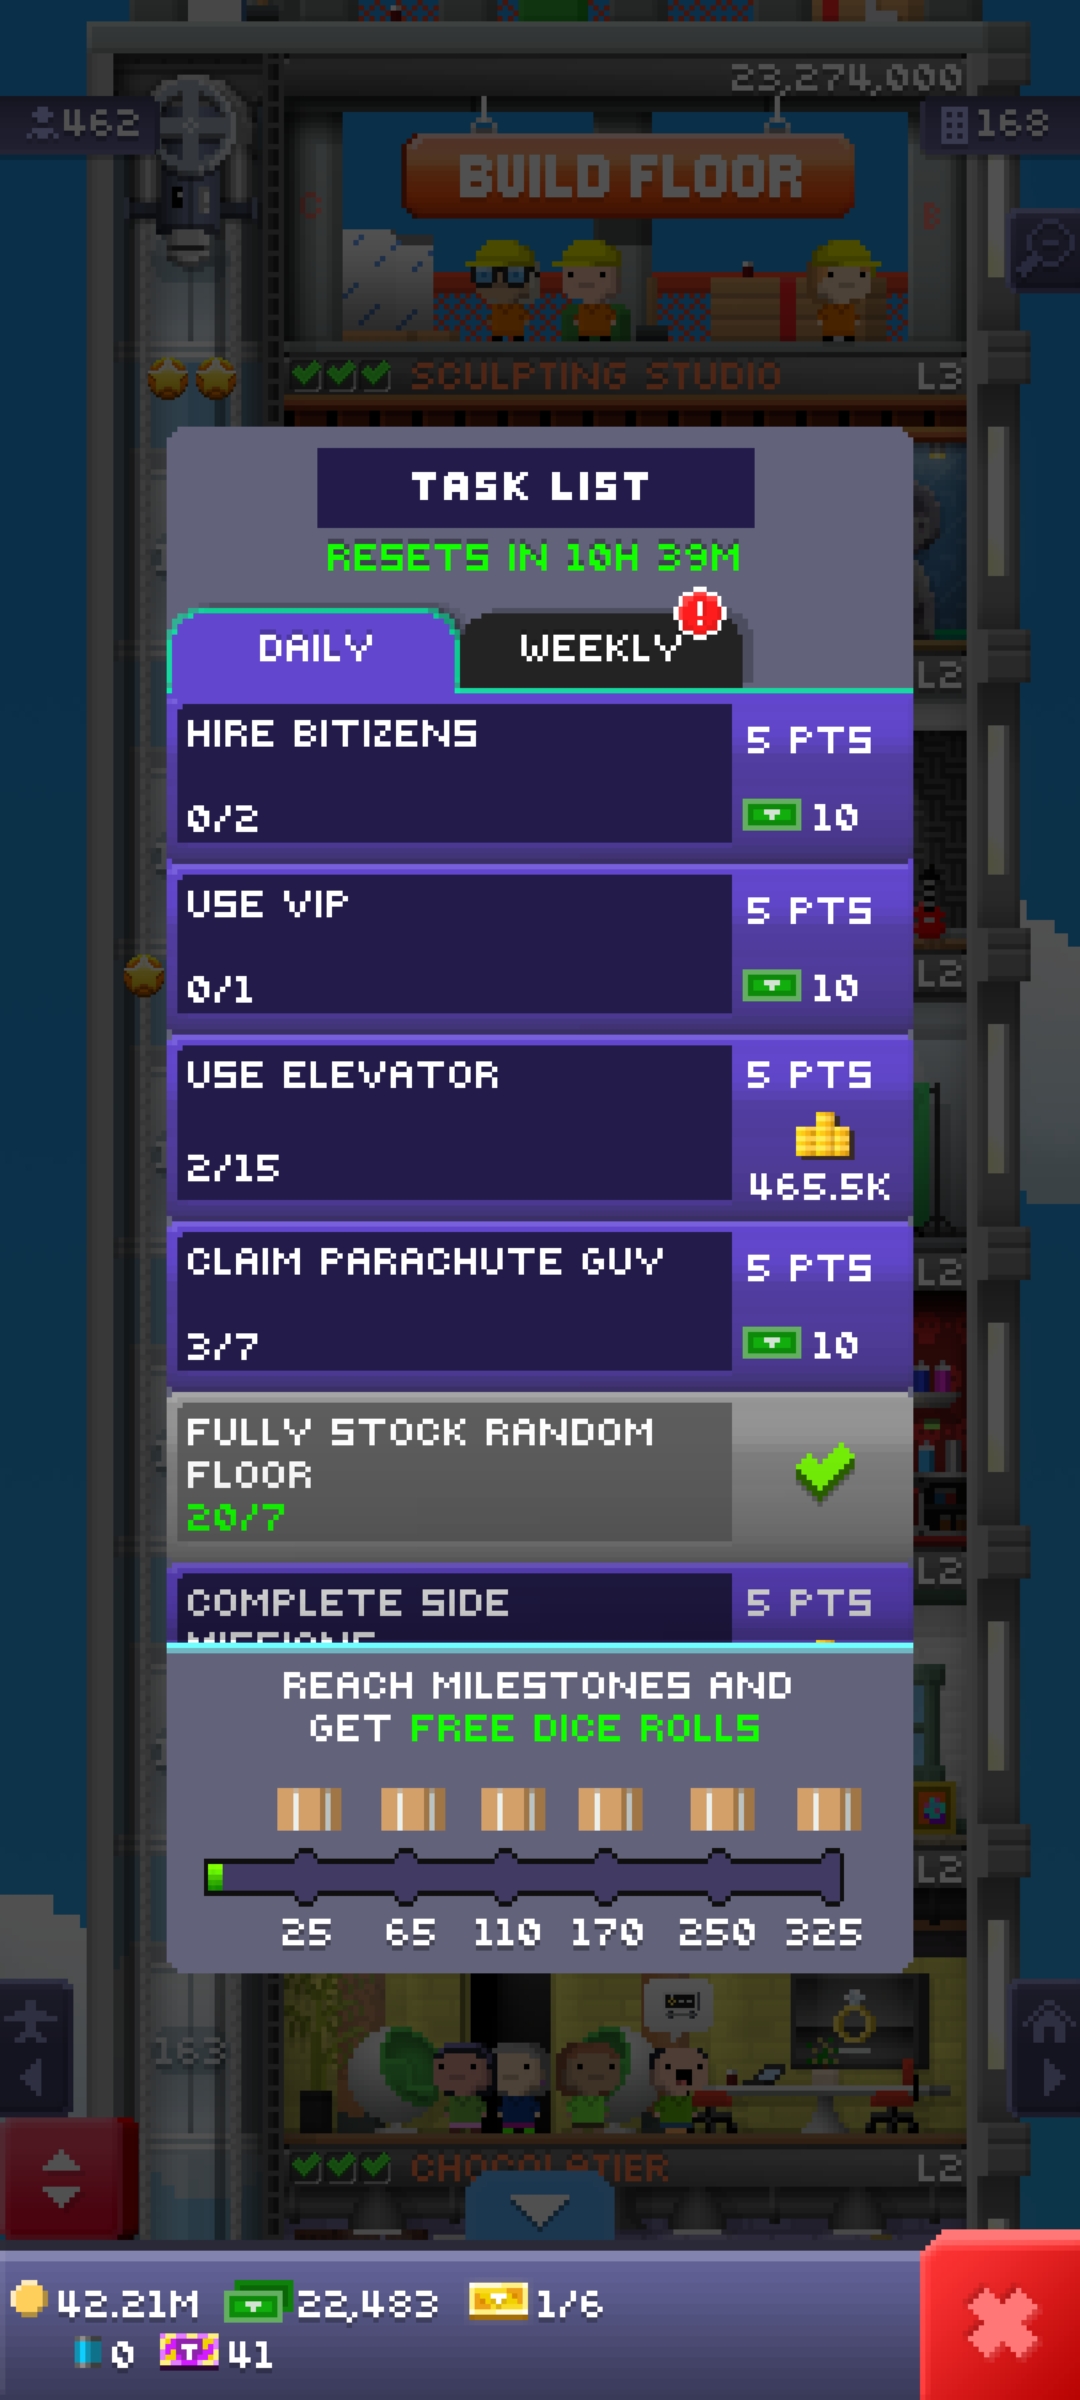 23,274,000
462
168
BUILD FLOOR
C
B
SCULPTING STUDIO
L3
TASK LIST
RESETS IN 10H 39M
DAILY
WEEKLY
!
L2
HIRE BITIZENS
5 PTS
0/2
10
USE VIP
5 PTS
0/1
10
L2
USE ELEVATOR
5 PTS
2/15
465.5K
CLAIM PARACHUTE GUY
5 PTS
L2
3/7
10
FULLY STOCK RANDOM
FLOOR
20/7
L2
COMPLETE SIDE
5 PTS
MISSIONS
REACH MILESTONES AND
GET FREE DICE ROLLS
L2
25
65
110
170
250
325
163
CHOCOLATIER
L2
42.21M
22,483
1/6
0
41